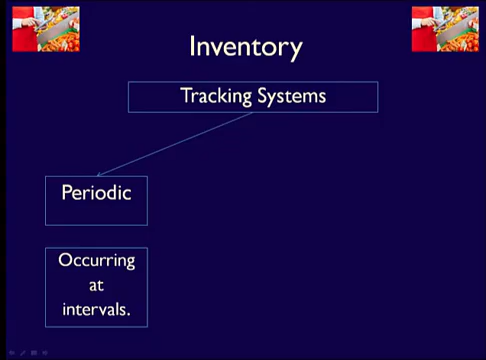 Inventory
Tracking Systems
Periodic
Occurring
at
intervals.